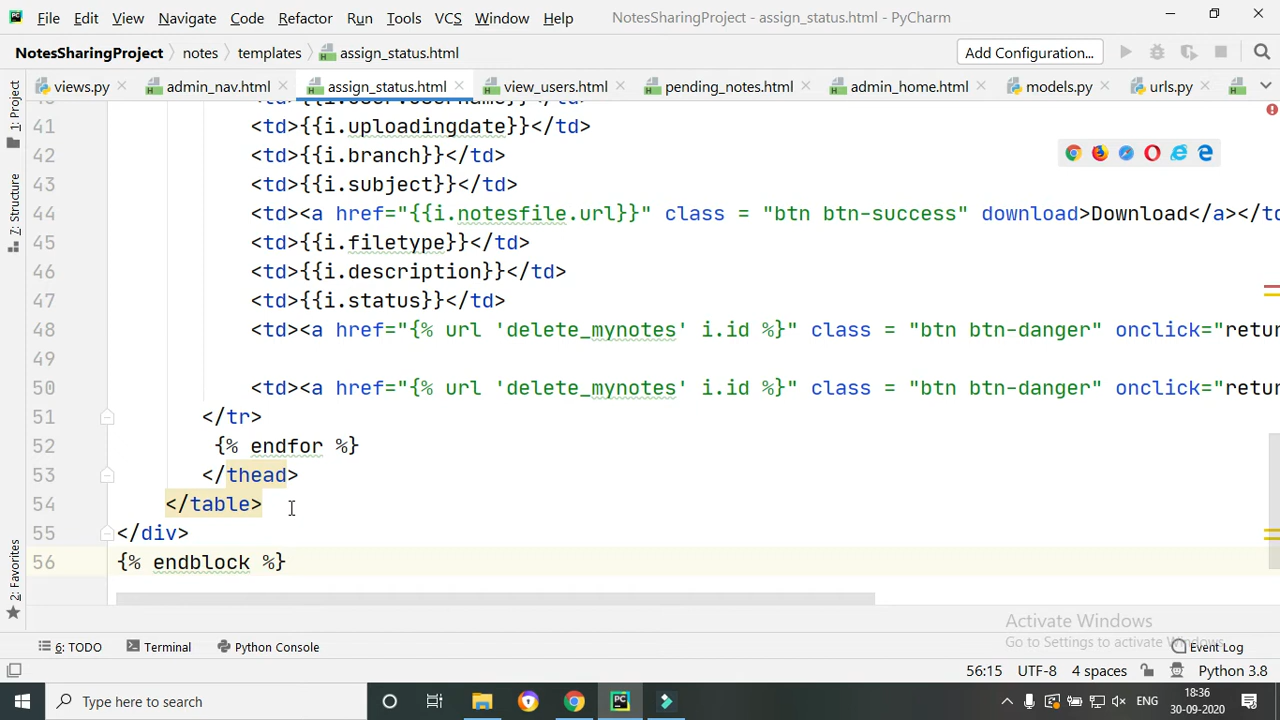 File Edit View Navigate Code Refactor Run Tools VCS Window Help NotesSharingProject - assign_status.html - PyCharm
NotesSharingProject notes templates assign_status.html Add Configuration...
views.py admin_nav.html assign_status.html view_users.html pending_notes.html admin_home.html models.py urls.py
1: Project
7: Structure
2: Favorites
41 <td>{{i.uploadingdate}}</td>
42 <td>{{i.branch}}</td>
43 <td>{{i.subject}}</td>
44 <td><a href="{{i.notesfile.url}}" class = "btn btn-success" download>Download</a></td
45 <td>{{i.filetype}}</td>
46 <td>{{i.description}}</td>
47 <td>{{i.status}}</td>
48 <td><a href="{% url 'delete_mynotes' i.id %}" class = "btn btn-danger" onclick="retur
49
50 <td><a href="{% url 'delete_mynotes' i.id %}" class = "btn btn-danger" onclick="retur
51 </tr>
52 {% endfor %}
53 </thead>
54 </table>
55 </div>
56 {% endblock %}
Activate Windows
Go to Settings to activate Windows.
6: TODO Terminal Python Console Event Log
56:15 UTF-8 4 spaces Python 3.8
Type here to search
ENG
18:36
30-09-2020